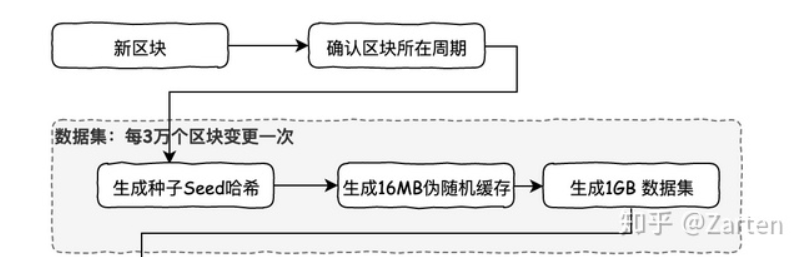 新区块
确认区块所在周期
数据集：每3万个区块变更一次
生成种子Seed哈希
生成16MB伪随机缓存
生成1GB 数据集
知乎 @Zarten